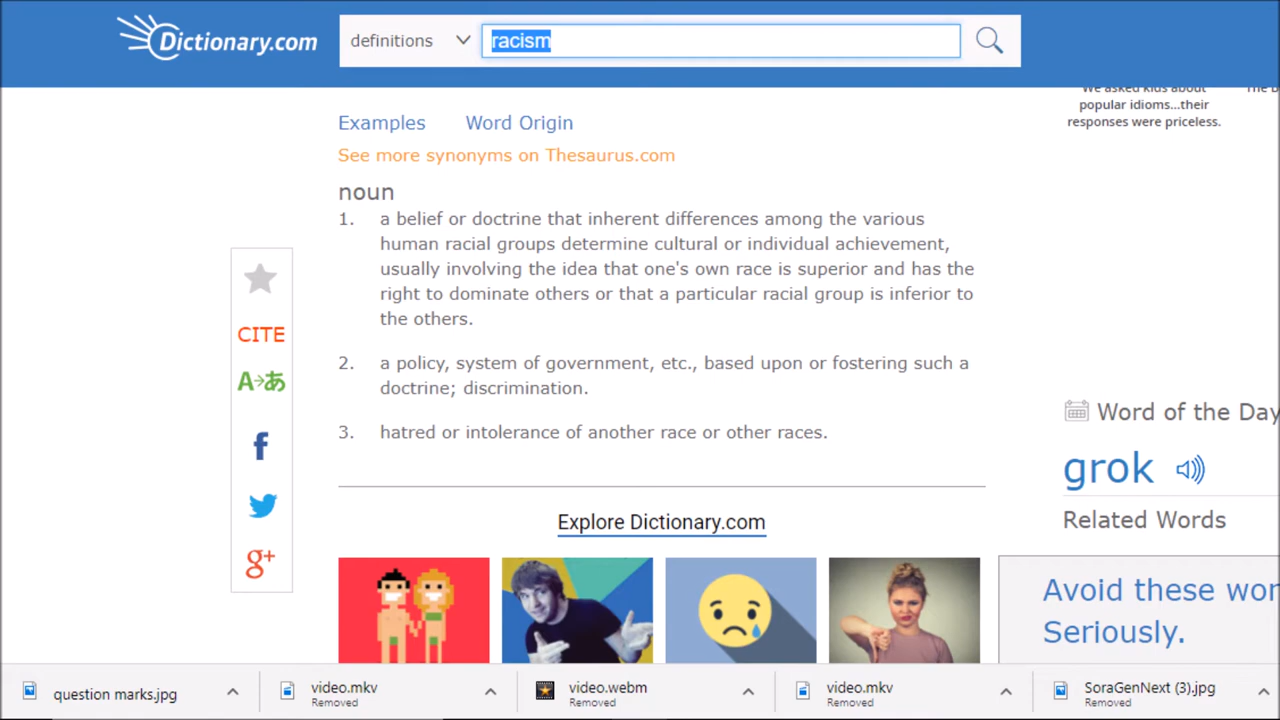 Dictionary.com
definitions
racism
We asked kids about
popular idioms...their
responses were priceless.
Examples
Word Origin
See more synonyms on Thesaurus.com
noun
1. a belief or doctrine that inherent differences among the various
human racial groups determine cultural or individual achievement,
usually involving the idea that one's own race is superior and has the
right to dominate others or that a particular racial group is inferior to
the others.
2. a policy, system of government, etc., based upon or fostering such a
doctrine; discrimination.
3. hatred or intolerance of another race or other races.
CITE
A→あ
f
g+
Explore Dictionary.com
Word of the Day
grok
Related Words
Avoid these wor
Seriously.
question marks.jpg
video.mkv
Removed
video.webm
Removed
video.mkv
Removed
SoraGenNext (3).jpg
Removed